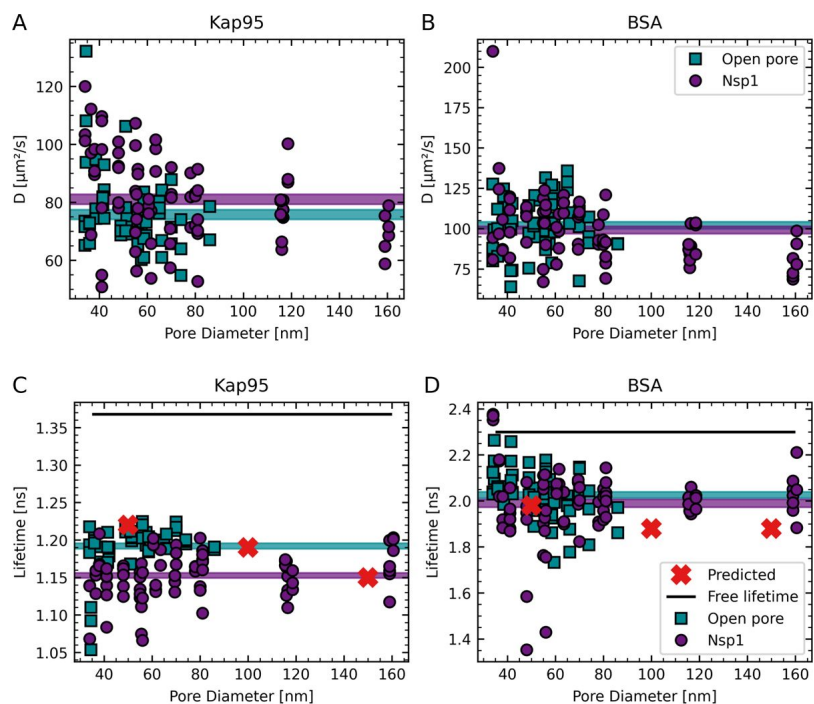 A
Kap95
B
BSA
D [µm²/s]
120
100
80
60
40 60 80 100 120 140 160
Pore Diameter [nm]
D [µm²/s]
200
175
150
125
100
75
40 60 80 100 120 140 160
Pore Diameter [nm]
Open pore
Nsp1
C
Kap95
D
BSA
Lifetime [ns]
1.35
1.30
1.25
1.20
1.15
1.10
1.05
40 60 80 100 120 140 160
Pore Diameter [nm]
Lifetime [ns]
2.4
2.2
2.0
1.8
1.6
1.4
40 60 80 100 120 140 160
Pore Diameter [nm]
Predicted
Free lifetime
Open pore
Nsp1